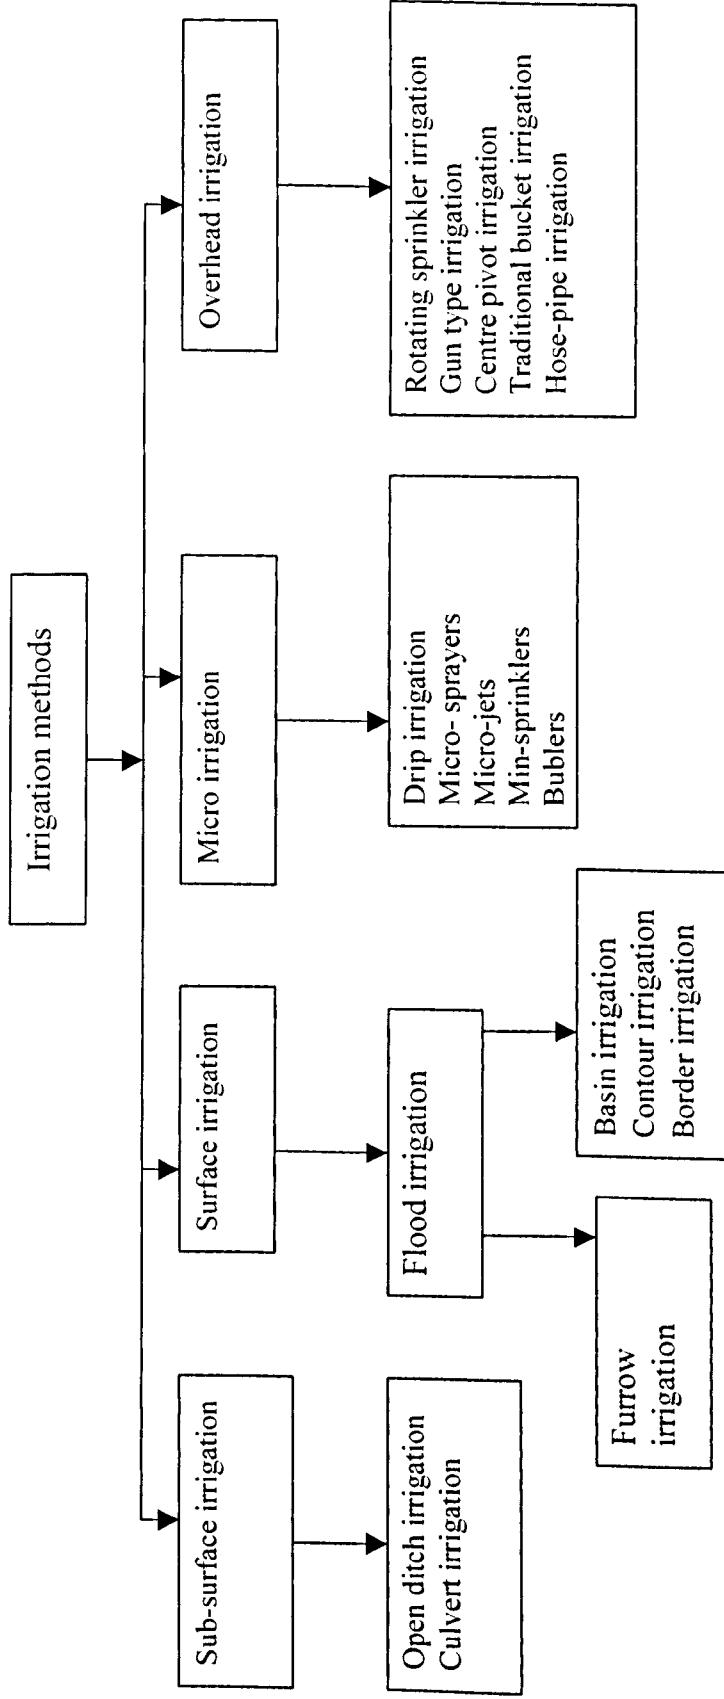 Irrigation methods
Sub-surface irrigation
Surface irrigation
Micro irrigation
Overhead irrigation
Open ditch irrigation
Culvert irrigation
Flood irrigation
Drip irrigation
Micro- sprayers
Micro-jets
Min-sprinklers
Bublers
Rotating sprinkler irrigation
Gun type irrigation
Centre pivot irrigation
Traditional bucket irrigation
Hose-pipe irrigation
Furrow
irrigation
Basin irrigation
Contour irrigation
Border irrigation